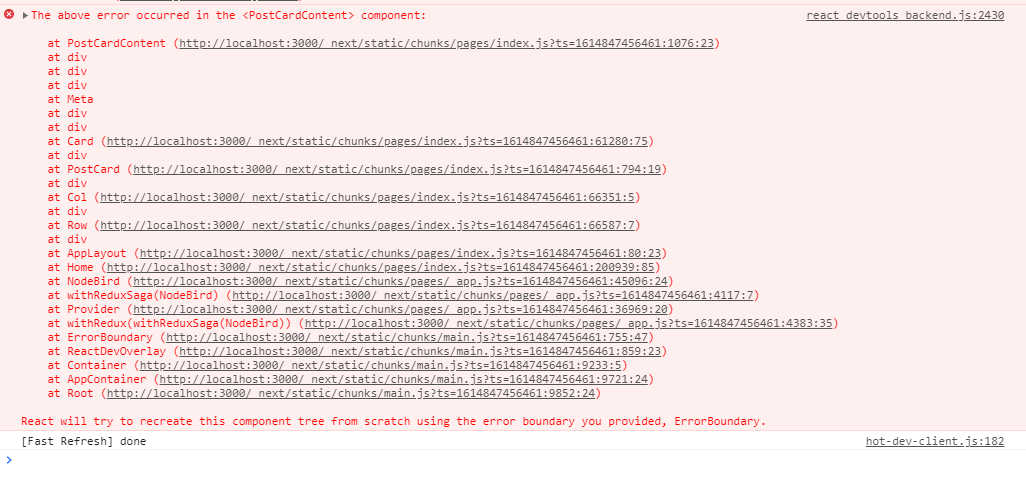 The above error occurred in the <PostCardContent> component:
react_devtools_backend.js:2430
at PostCardContent (http://localhost:3000/_next/static/chunks/pages/index.js?ts=1614847456461:1076:23)
at div
at div
at div
at Meta
at div
at div
at Card (http://localhost:3000/_next/static/chunks/pages/index.js?ts=1614847456461:61280:75)
at div
at PostCard (http://localhost:3000/_next/static/chunks/pages/index.js?ts=1614847456461:794:19)
at div
at Col (http://localhost:3000/_next/static/chunks/pages/index.js?ts=1614847456461:66351:5)
at div
at Row (http://localhost:3000/_next/static/chunks/pages/index.js?ts=1614847456461:66587:7)
at div
at AppLayout (http://localhost:3000/_next/static/chunks/pages/index.js?ts=1614847456461:80:23)
at Home (http://localhost:3000/_next/static/chunks/pages/index.js?ts=1614847456461:200939:85)
at NodeBird (http://localhost:3000/_next/static/chunks/pages/_app.js?ts=1614847456461:45096:24)
at withReduxSaga(NodeBird) (http://localhost:3000/_next/static/chunks/pages/_app.js?ts=1614847456461:4117:7)
at Provider (http://localhost:3000/_next/static/chunks/pages/_app.js?ts=1614847456461:36969:20)
at withRedux(withReduxSaga(NodeBird)) (http://localhost:3000/_next/static/chunks/pages/_app.js?ts=1614847456461:4383:35)
at ErrorBoundary (http://localhost:3000/_next/static/chunks/main.js?ts=1614847456461:755:47)
at ReactDevOverlay (http://localhost:3000/_next/static/chunks/main.js?ts=1614847456461:859:23)
at Container (http://localhost:3000/_next/static/chunks/main.js?ts=1614847456461:9233:5)
at AppContainer (http://localhost:3000/_next/static/chunks/main.js?ts=1614847456461:9721:24)
at Root (http://localhost:3000/_next/static/chunks/main.js?ts=1614847456461:9852:24)
React will try to recreate this component tree from scratch using the error boundary you provided, ErrorBoundary.
[Fast Refresh] done
hot-dev-client.js:182